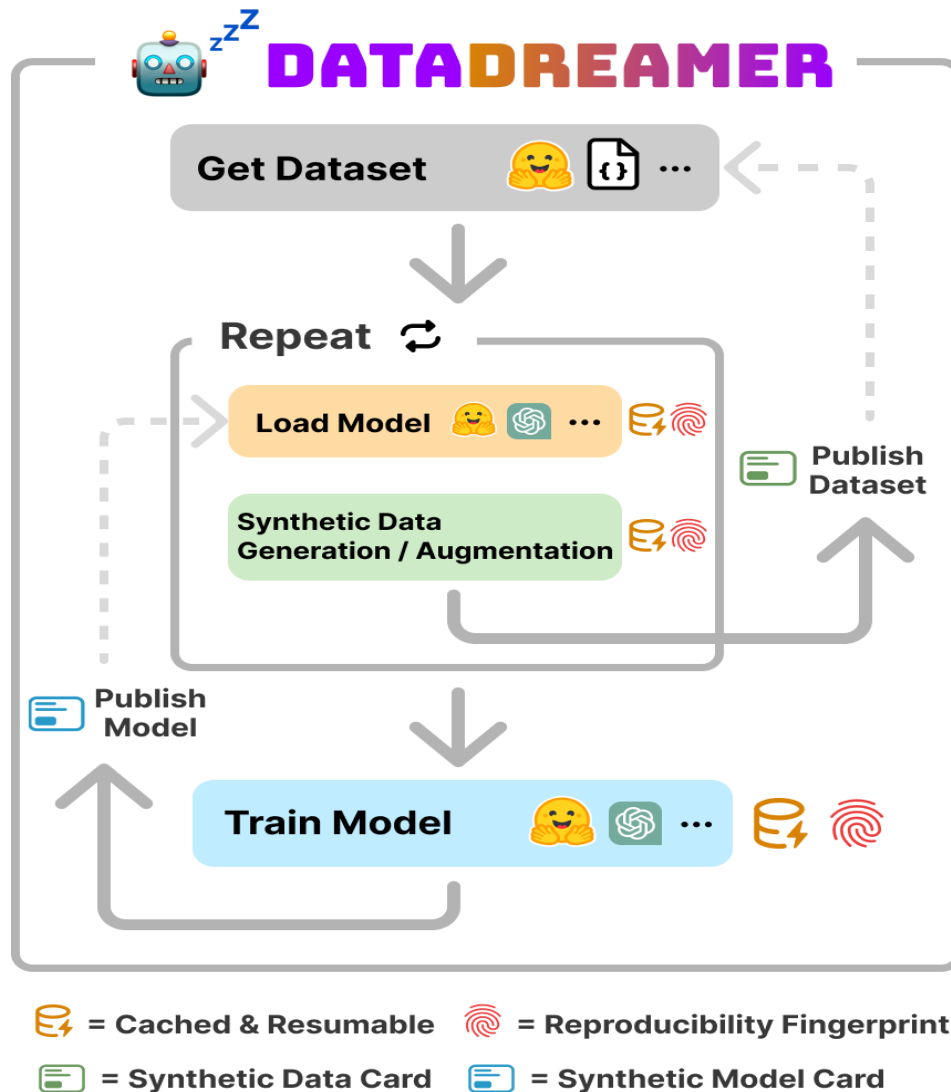 zzZ
DATADREAMER
Get Dataset { } ...
Repeat
Load Model ...
Publish
Dataset
Synthetic Data
Generation / Augmentation
Publish
Model
Train Model ...
= Cached & Resumable
= Reproducibility Fingerprint
= Synthetic Data Card
= Synthetic Model Card